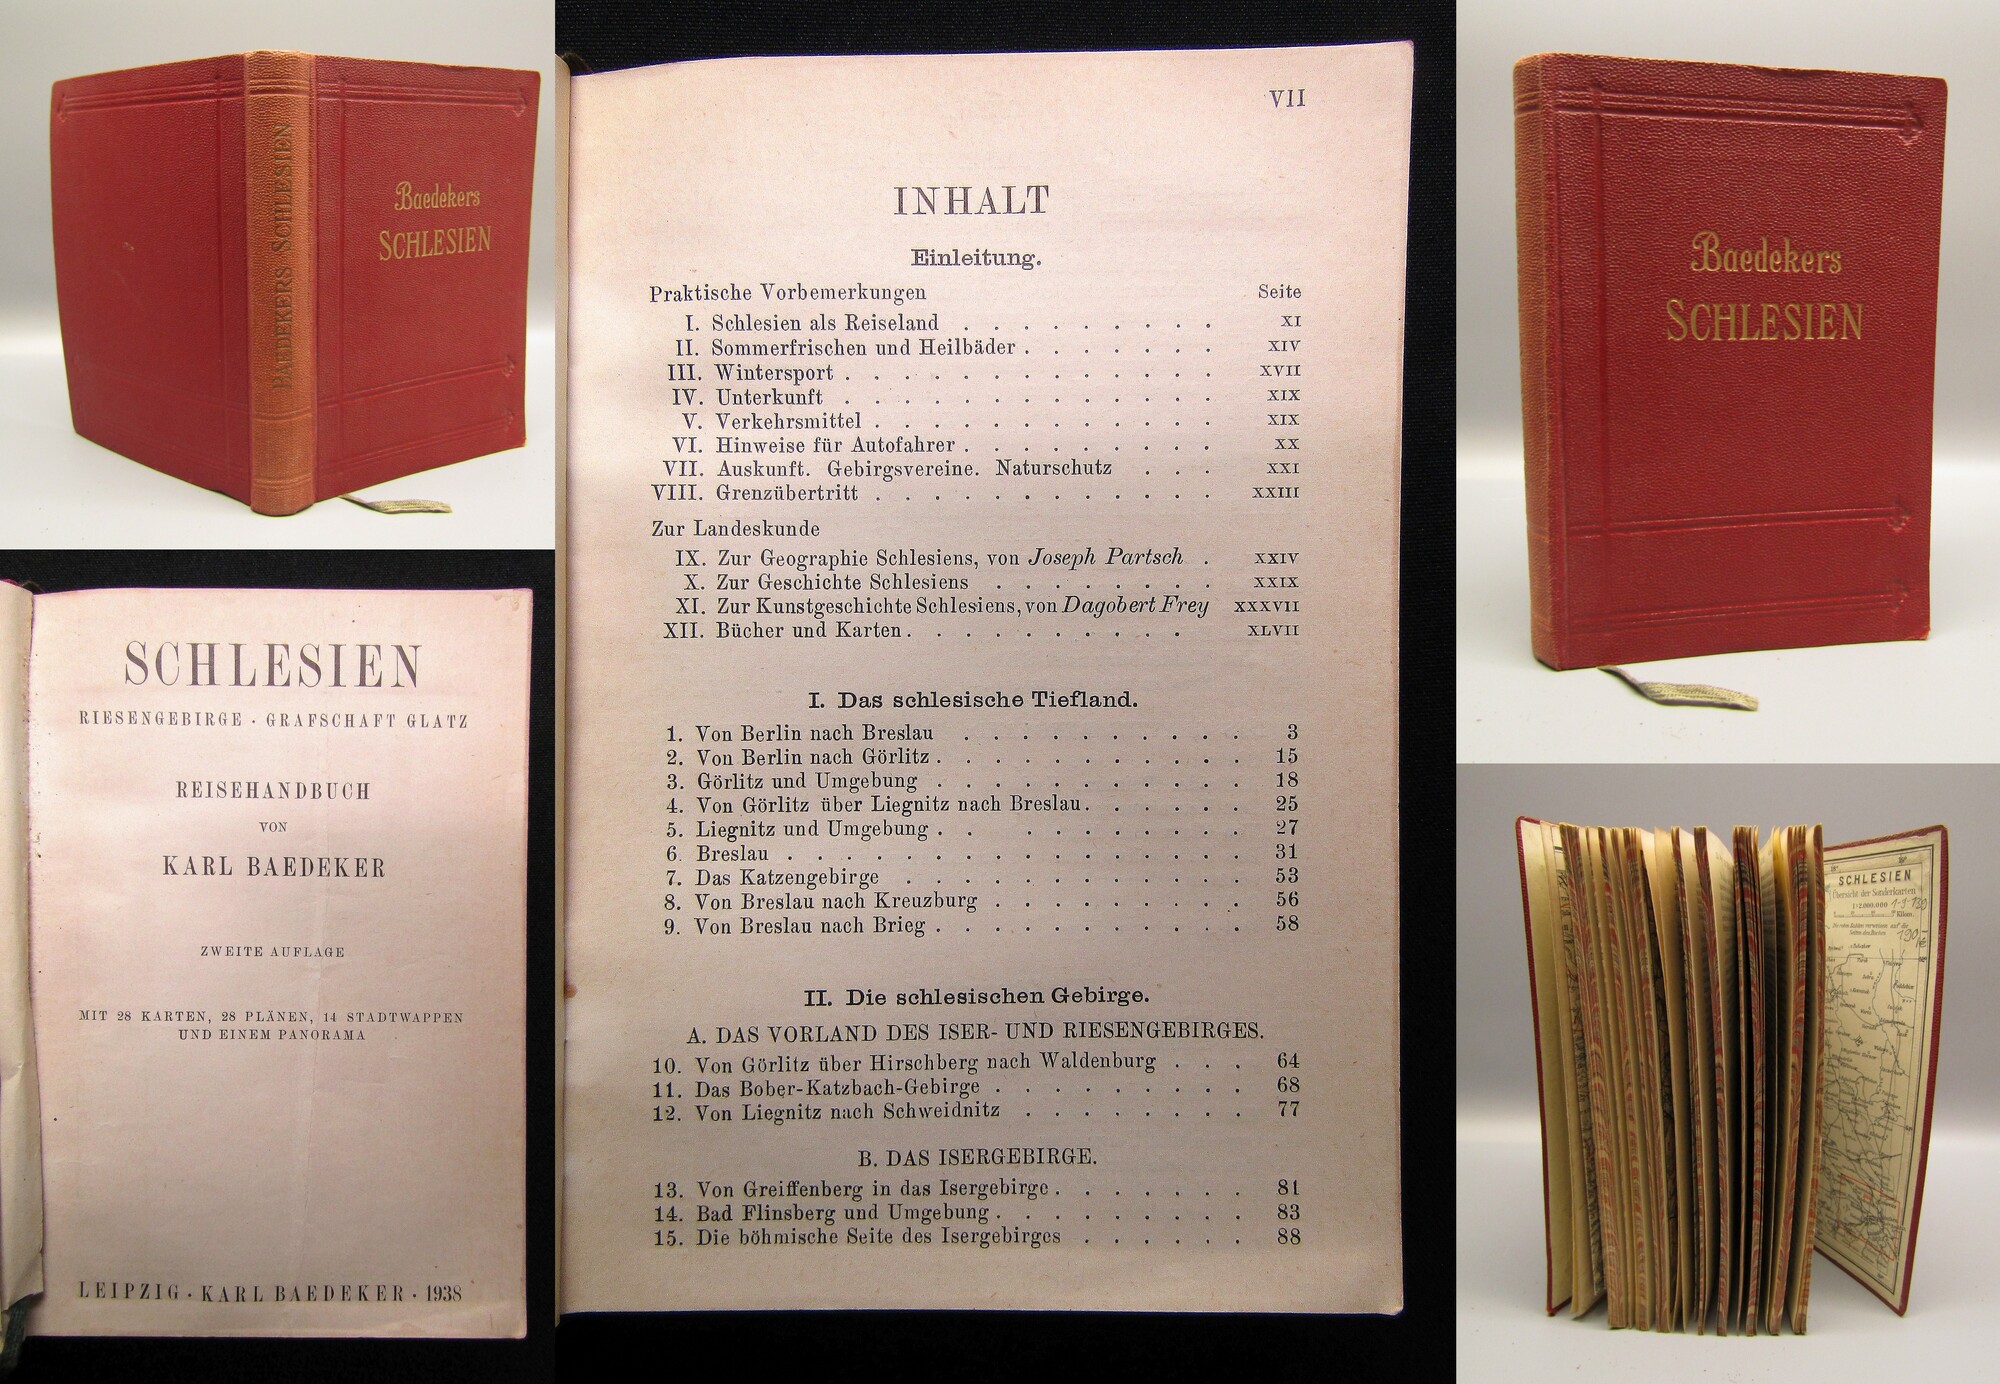 BAEDEKERS SCHLESIEN
Baedekers
SCHLESIEN
SCHLESIEN
RIESENGEBIRGE · GRAFSCHAFT GLATZ
REISEHANDBUCH
VON
KARL BAEDEKER
ZWEITE AUFLAGE
MIT 28 KARTEN, 28 PLÄNEN, 14 STADTWAPPEN
UND EINEM PANORAMA
LEIPZIG · KARL BAEDEKER · 1938
VII
INHALT
Einleitung.
Praktische Vorbemerkungen Seite
I. Schlesien als Reiseland . . . . . . . . . XI
II. Sommerfrischen und Heilbäder . . . . . . . XIV
III. Wintersport . . . . . . . . . . . . . XVII
IV. Unterkunft . . . . . . . . . . . . . XIX
V. Verkehrsmittel . . . . . . . . . . . . XIX
VI. Hinweise für Autofahrer . . . . . . . . . XX
VII. Auskunft. Gebirgsvereine. Naturschutz . . . XXI
VIII. Grenzübertritt . . . . . . . . . . . . XXIII
Zur Landeskunde
IX. Zur Geographie Schlesiens, von Joseph Partsch . XXIV
X. Zur Geschichte Schlesiens . . . . . . . . XXIX
XI. Zur Kunstgeschichte Schlesiens, von Dagobert Frey XXXVII
XII. Bücher und Karten . . . . . . . . . . XLVII
I. Das schlesische Tiefland.
1. Von Berlin nach Breslau . . . . . . . . . . 3
2. Von Berlin nach Görlitz . . . . . . . . . . . 15
3. Görlitz und Umgebung . . . . . . . . . . . 18
4. Von Görlitz über Liegnitz nach Breslau . . . . . . 25
5. Liegnitz und Umgebung . . . . . . . . . . 27
6. Breslau . . . . . . . . . . . . . . . . 31
7. Das Katzengebirge . . . . . . . . . . . . 53
8. Von Breslau nach Kreuzburg . . . . . . . . . 56
9. Von Breslau nach Brieg . . . . . . . . . . . 58
II. Die schlesischen Gebirge.
A. DAS VORLAND DES ISER- UND RIESENGEBIRGES.
10. Von Görlitz über Hirschberg nach Waldenburg . . . 64
11. Das Bober-Katzbach-Gebirge . . . . . . . . . 68
12. Von Liegnitz nach Schweidnitz . . . . . . . . 77
B. DAS ISERGEBIRGE.
13. Von Greiffenberg in das Isergebirge . . . . . . . 81
14. Bad Flinsberg und Umgebung . . . . . . . . . 83
15. Die böhmische Seite des Isergebirges . . . . . . 88
Baedekers
SCHLESIEN
SCHLESIEN
Übersicht der Sonderkarten
1:2.000.000